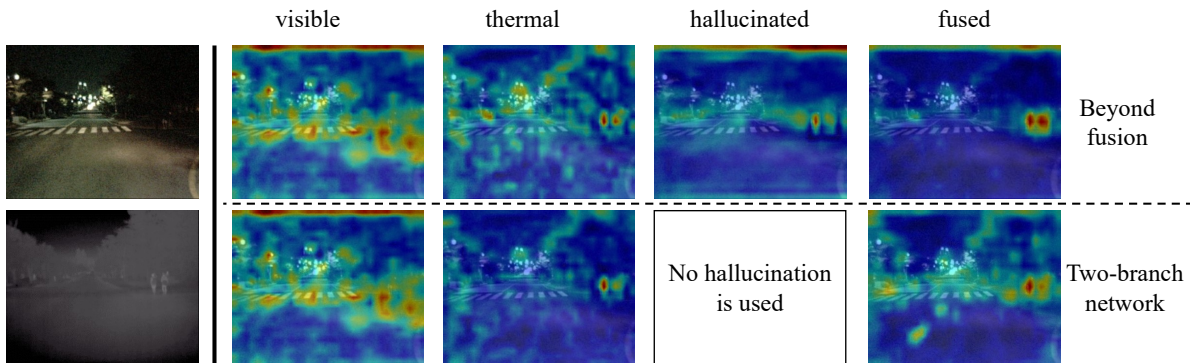 visible
thermal
hallucinated
fused
Beyond
fusion
No hallucination
is used
Two-branch
network